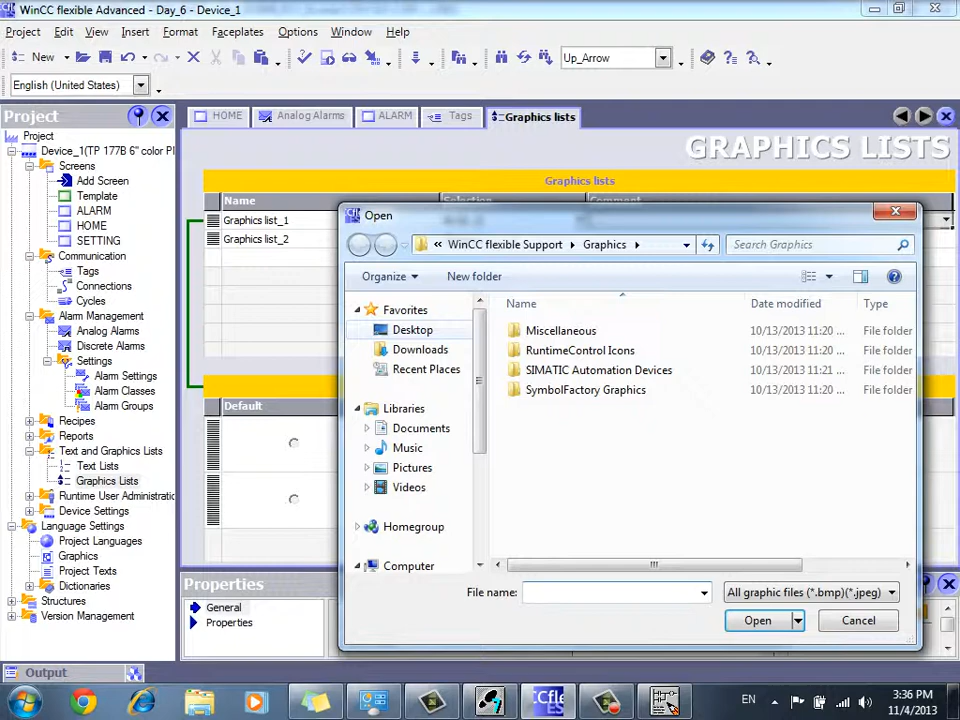 WinCC flexible Advanced - Day_6 - Device_1
Project Edit View Insert Format Faceplates Options Window Help
New Up_Arrow
English (United States)
Project
HOME Analog Alarms ALARM Tags Graphics lists
GRAPHICS LISTS
Project
Device_1(TP 177B 6" color PI
Screens
Add Screen
Template
ALARM
HOME
SETTING
Communication
Tags
Connections
Cycles
Alarm Management
Analog Alarms
Discrete Alarms
Settings
Alarm Settings
Alarm Classes
Alarm Groups
Recipes
Reports
Text and Graphics Lists
Text Lists
Graphics Lists
Runtime User Administratio
Device Settings
Language Settings
Project Languages
Graphics
Project Texts
Dictionaries
Structures
Version Management
Output
Graphics lists
Name Selection Comment
Graphics list_1
Graphics list_2
Default
Properties
General
Properties
Open
« WinCC flexible Support Graphics
Search Graphics
Organize New folder
Favorites
Desktop
Downloads
Recent Places
Libraries
Documents
Music
Pictures
Videos
Homegroup
Computer
Name Date modified Type
Miscellaneous 10/13/2013 11:20 ... File folder
RuntimeControl Icons 10/13/2013 11:20 ... File folder
SIMATIC Automation Devices 10/13/2013 11:21 ... File folder
SymbolFactory Graphics 10/13/2013 11:20 ... File folder
File name: All graphic files (*.bmp)(*.jpeg)
Open Cancel
EN
3:36 PM
11/4/2013